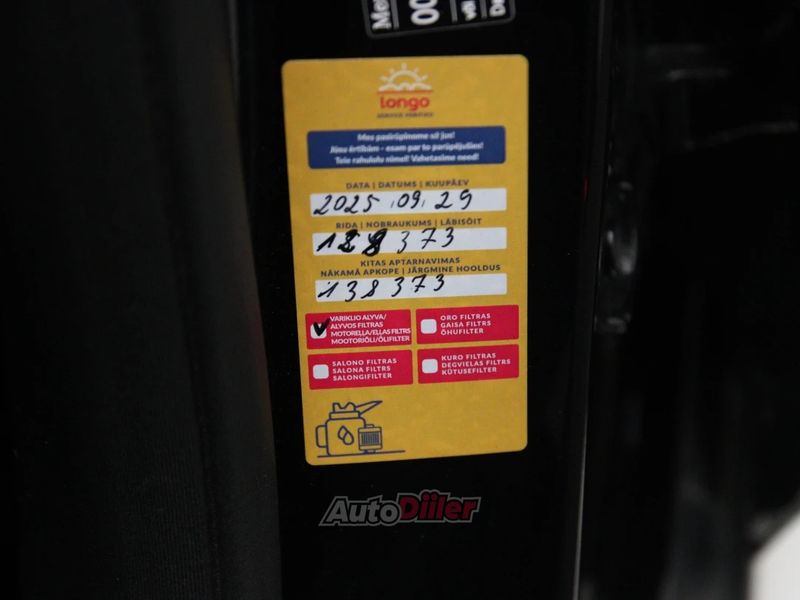 longo
Mes pasirūpinome už jus!
Jūsu ērtībām - esam par to parūpējušies!
Teie rahulolu nimel! Vahetasime need!
DATA | DATUMS | KUUPÄEV
2025.09.29
RIDA | NOBRAUKUMS | LÄBISÕIT
128373
KITAS APTARNAVIMAS
NĀKAMĀ APKOPE | JÄRGMINE HOOLDUS
138373
VARIKLIO ALYVA/
ALYVOS FILTRAS
MOTORELLA/EĻĻAS FILTRS
MOOTORIÕLI/ÕLIFILTER
ORO FILTRAS
GAISA FILTRS
ÕHUFILTER
SALONO FILTRAS
SALONA FILTRS
SALONGIFILTER
KURO FILTRAS
DEGVIELAS FILTRS
KÜTUSEFILTER
AutoDiiler